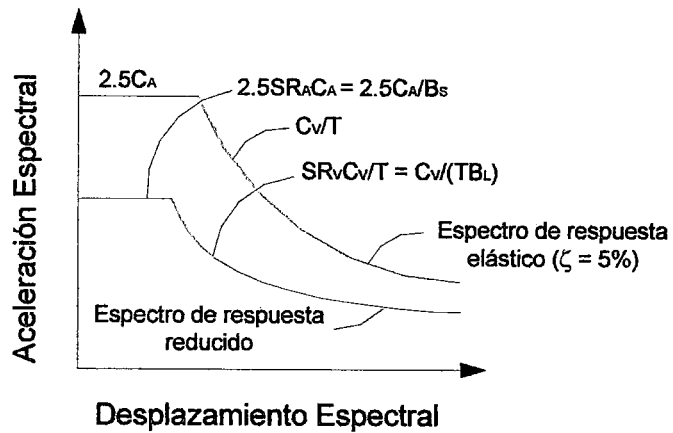 2.5CA
2.5SRACA = 2.5CA/BS
CV/T
SRVCV/T = CV/(TBL)
Espectro de respuesta
elástico (ζ = 5%)
Espectro de respuesta
reducido
Aceleración Espectral
Desplazamiento Espectral